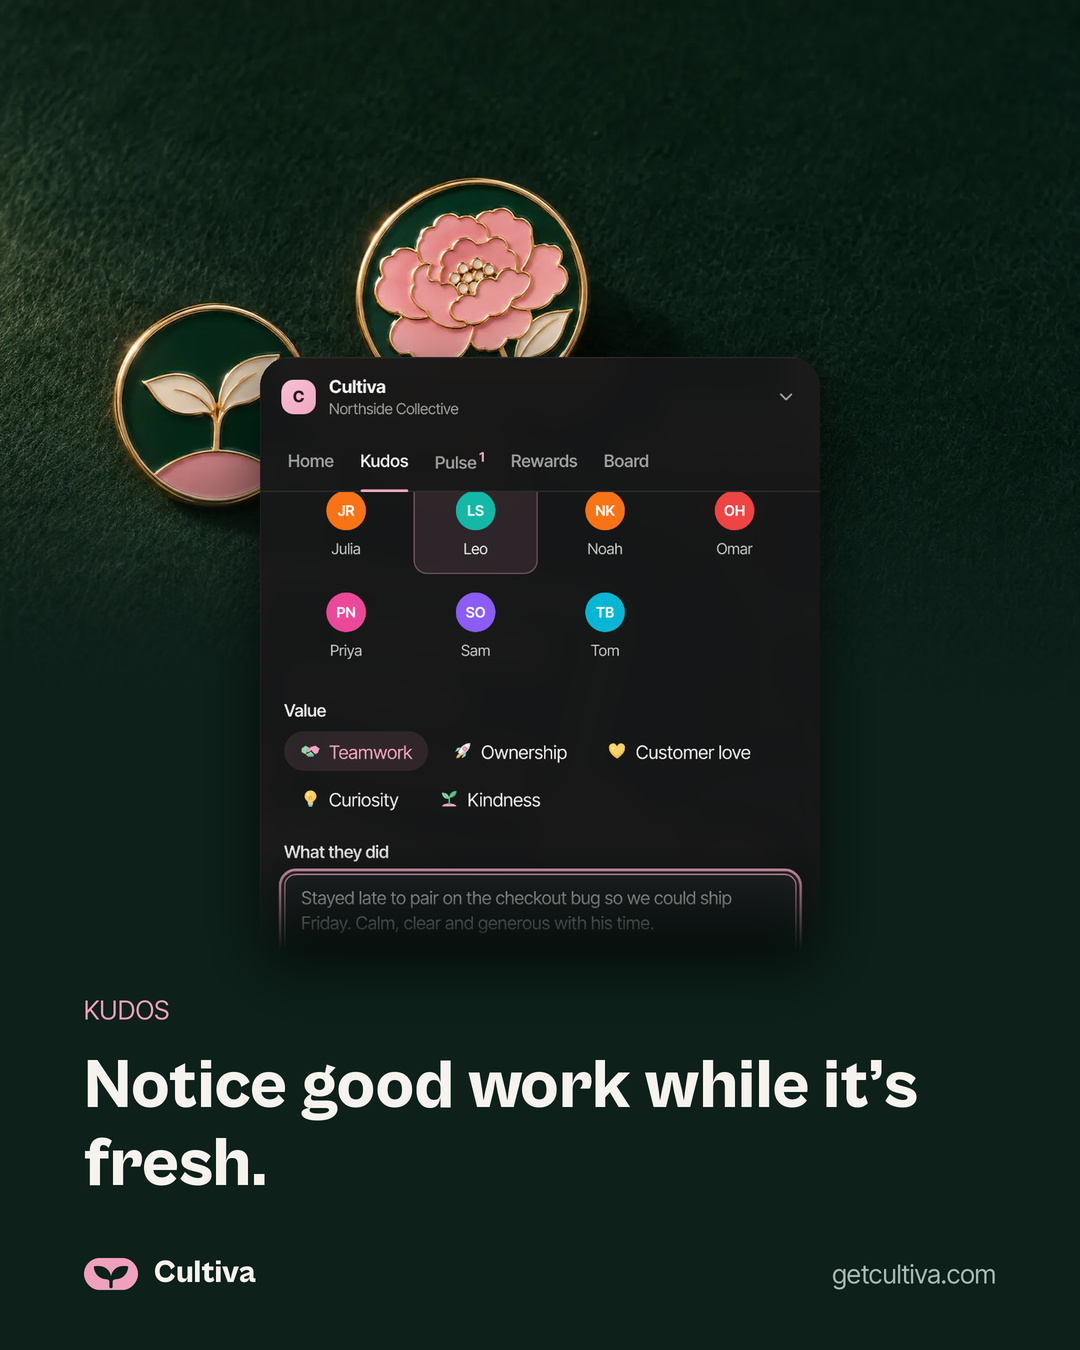 C
Cultiva
Northside Collective
Home Kudos Pulse 1 Rewards Board
JR LS NK OH
Julia Leo Noah Omar
PN SO TB
Priya Sam Tom
Value
Teamwork Ownership Customer love
Curiosity Kindness
What they did
Stayed late to pair on the checkout bug so we could ship
Friday. Calm, clear and generous with his time.
KUDOS
Notice good work while it’s
fresh.
Cultiva
getcultiva.com